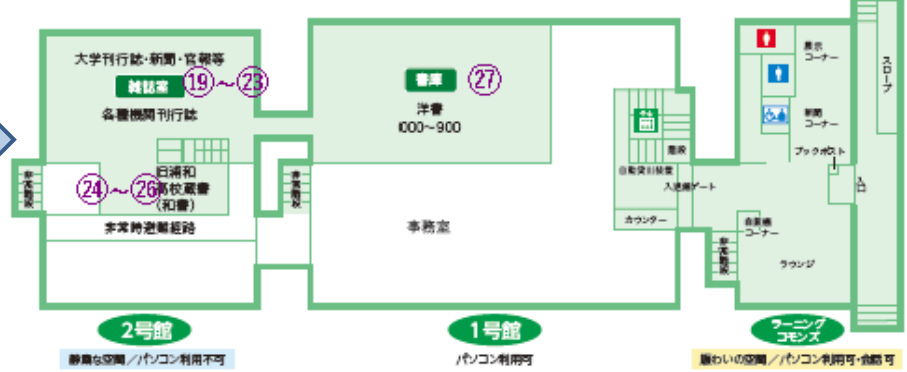 大学刊行誌・新聞・官報等
雑誌室
⑲～㉓
各種機関刊行誌
非常階段
㉔～㉖
旧浦和
高校蔵書
(和書)
非常時避難経路
2号館
静粛な空間／パソコン利用不可
書庫
㉗
洋書
000～900
非常階段
事務室
1号館
パソコン利用可
階段
自動貸出装置
入退館ゲート
カウンター
展示
コーナー
新聞
コーナー
ブックポスト
入口
スロープ
自販機
コーナー
非常階段
ラウンジ
ラーニング
コモンズ
賑わいの空間／パソコン利用可・会話可